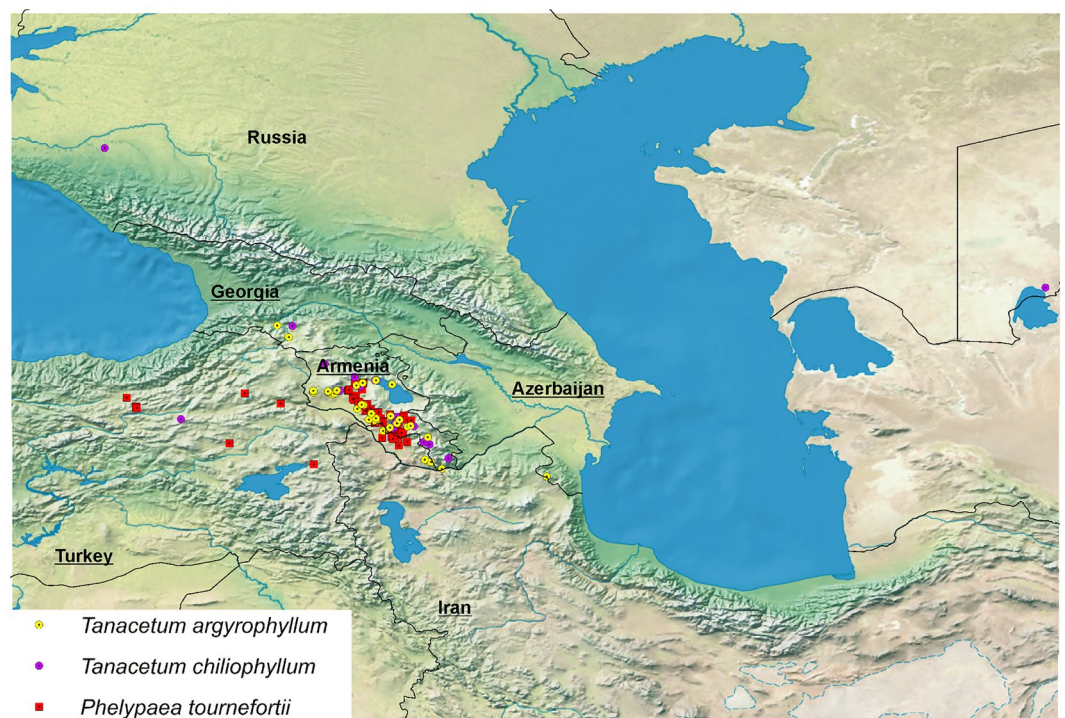 Russia
Georgia
Armenia
Azerbaijan
Turkey
Iran
Tanacetum argyrophyllum
Tanacetum chiliophyllum
Phelypaea tournefortii